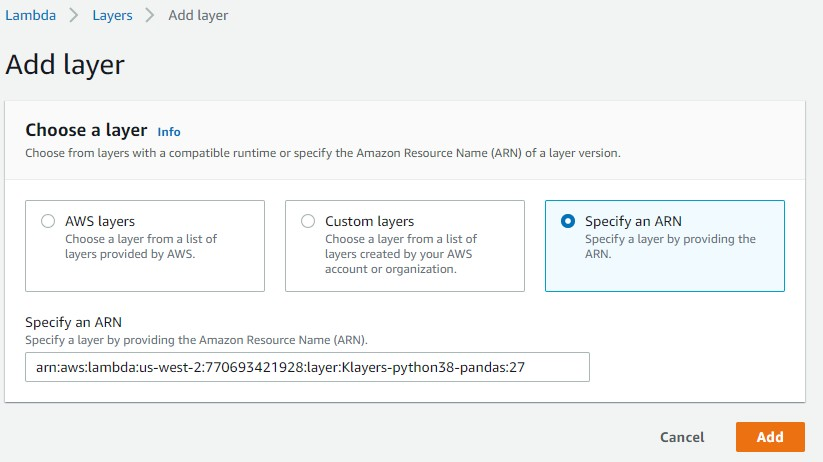 Lambda > Layers > Add layer
Add layer
Choose a layer Info
Choose from layers with a compatible runtime or specify the Amazon Resource Name (ARN) of a layer version.
AWS layers
Choose a layer from a list of
layers provided by AWS.
Custom layers
Choose a layer from a list of
layers created by your AWS
account or organization.
Specify an ARN
Specify a layer by providing the
ARN.
Specify an ARN
Specify a layer by providing the Amazon Resource Name (ARN).
arn:aws:lambda:us-west-2:770693421928:layer:Klayers-python38-pandas:27
Cancel
Add